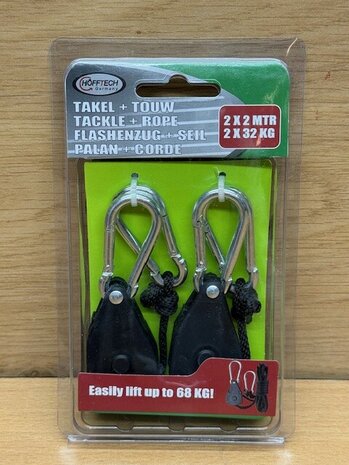 HÖFFTECH
Germany
TAKEL + TOUW
TACKLE + ROPE
FLASHENZUG + SEIL
PALAN + CORDE
2 X 2 MTR
2 X 32 KG
Easily lift up to 68 KG!